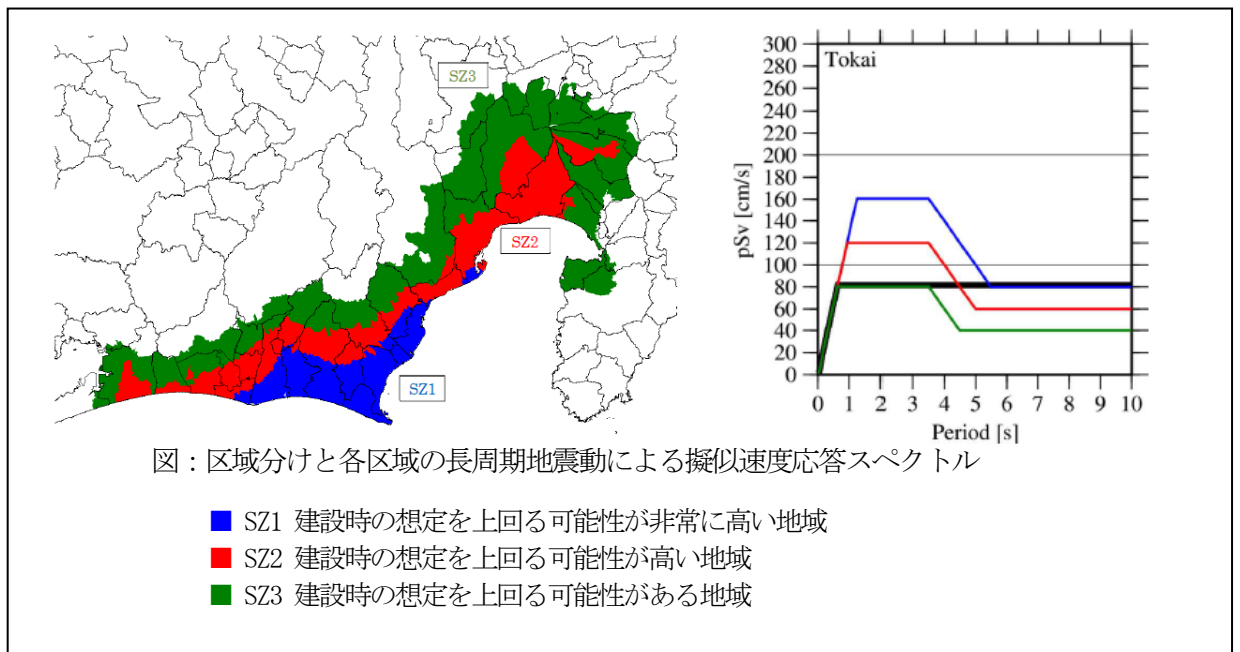 SZ3
SZ2
SZ1
Tokai
pSv [cm/s]
300
280
260
240
220
200
180
160
140
120
100
80
60
40
20
0
0 1 2 3 4 5 6 7 8 9 10
Period [s]
図：区域分けと各区域の長周期地震動による擬似速度応答スペクトル
SZ1 建設時の想定を上回る可能性が非常に高い地域
SZ2 建設時の想定を上回る可能性が高い地域
SZ3 建設時の想定を上回る可能性がある地域